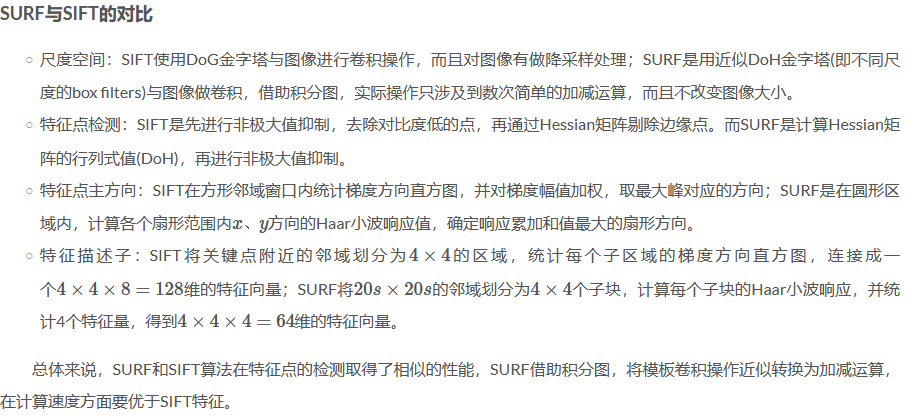 SURF与SIFT的对比
○ 尺度空间：SIFT使用DoG金字塔与图像进行卷积操作，而且对图像有做降采样处理；SURF是用近似DoH金字塔(即不同尺
度的box filters)与图像做卷积，借助积分图，实际操作只涉及到数次简单的加减运算，而且不改变图像大小。
○ 特征点检测：SIFT是先进行非极大值抑制，去除对比度低的点，再通过Hessian矩阵剔除边缘点。而SURF是计算Hessian矩
阵的行列式值(DoH)，再进行非极大值抑制。
○ 特征点主方向：SIFT在方形邻域窗口内统计梯度方向直方图，并对梯度幅值加权，取最大峰对应的方向；SURF是在圆形区
域内，计算各个扇形范围内x、y方向的Haar小波响应值，确定响应累加和值最大的扇形方向。
○ 特征描述子：SIFT将关键点附近的邻域划分为4 × 4的区域，统计每个子区域的梯度方向直方图，连接成一
个4 × 4 × 8 = 128维的特征向量；SURF将20s × 20s的邻域划分为4 × 4个子块，计算每个子块的Haar小波响应，并统
计4个特征量，得到4 × 4 × 4 = 64维的特征向量。
总体来说，SURF和SIFT算法在特征点的检测取得了相似的性能，SURF借助积分图，将模板卷积操作近似转换为加减运算，
在计算速度方面要优于SIFT特征。